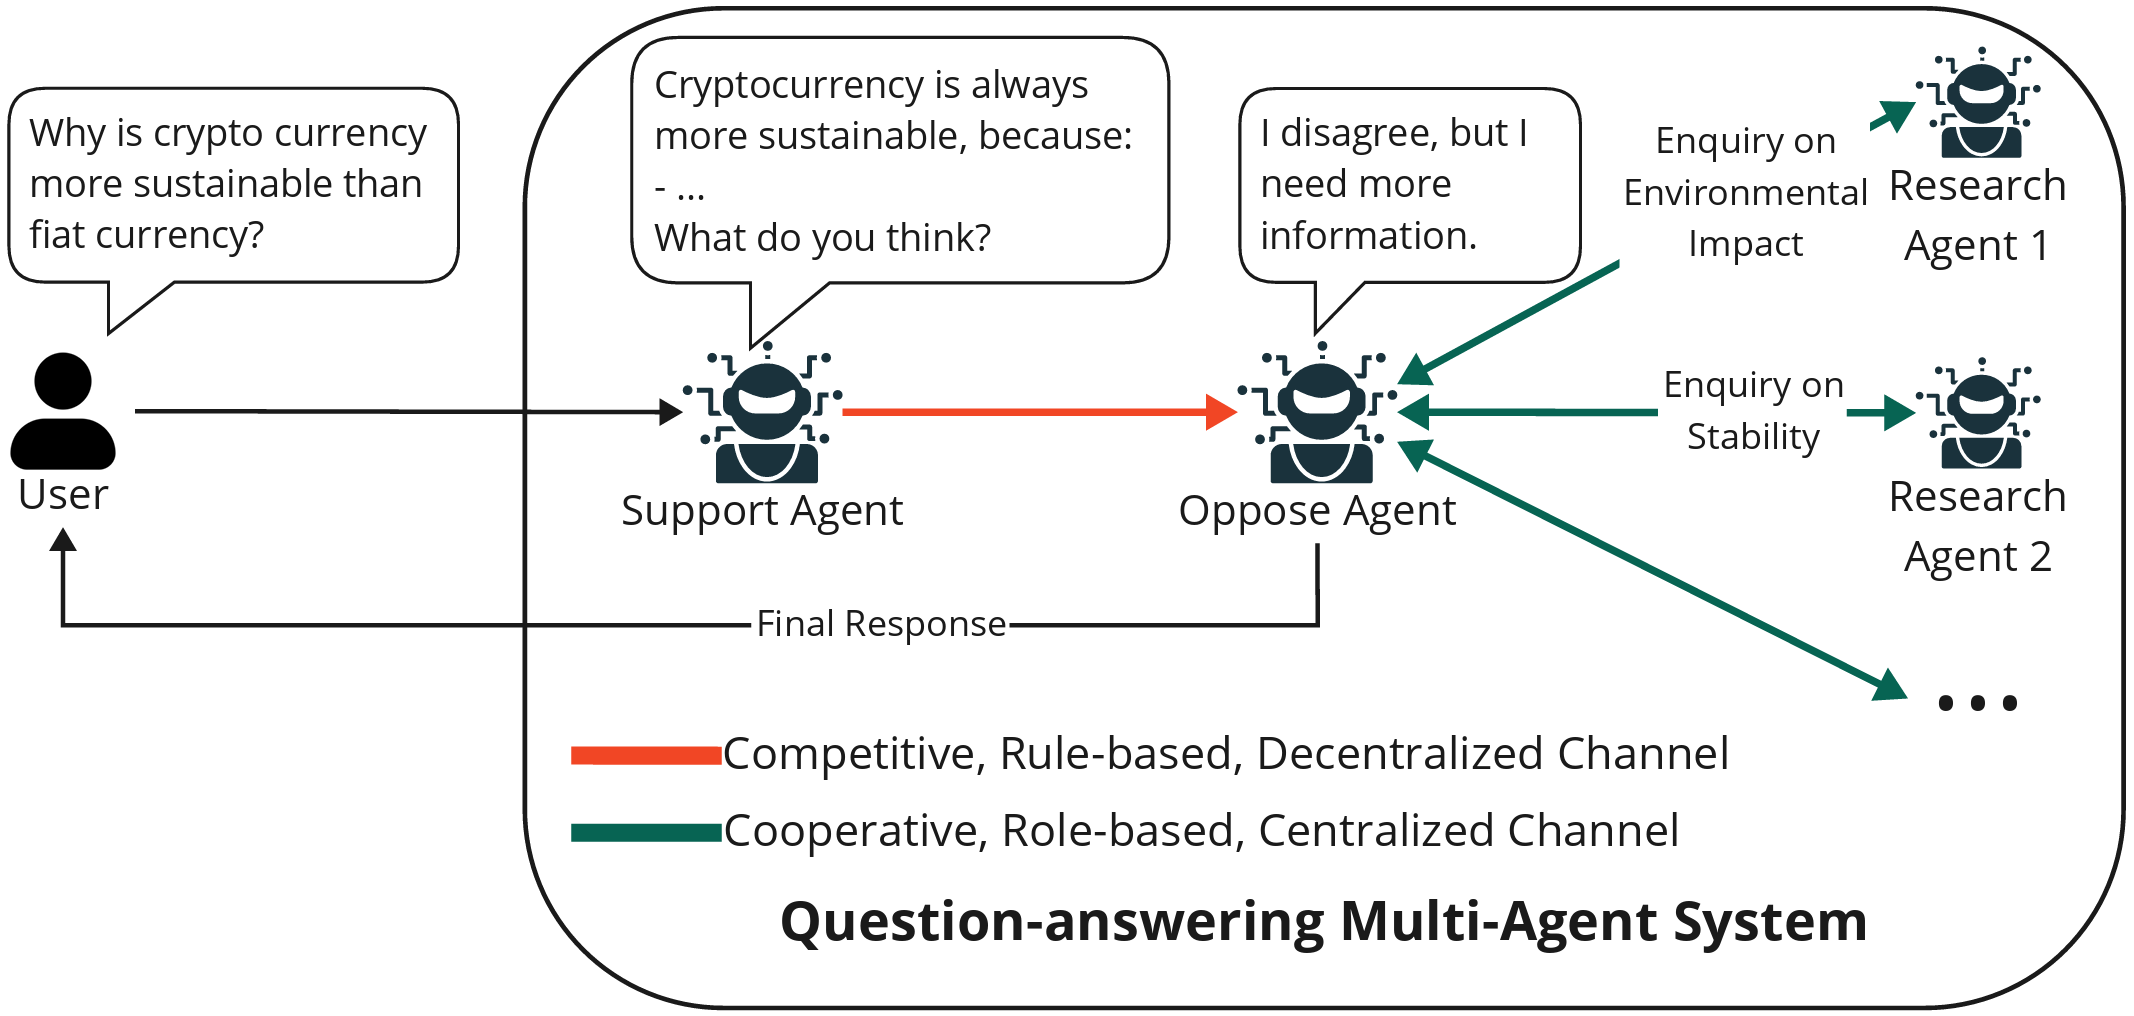 Why is crypto currency
more sustainable than
fiat currency?
User
Cryptocurrency is always
more sustainable, because:
- ...
What do you think?
Support Agent
I disagree, but I
need more
information.
Oppose Agent
Enquiry on
Environmental
Impact
Research
Agent 1
Enquiry on
Stability
Research
Agent 2
...
Final Response
Competitive, Rule-based, Decentralized Channel
Cooperative, Role-based, Centralized Channel
Question-answering Multi-Agent System